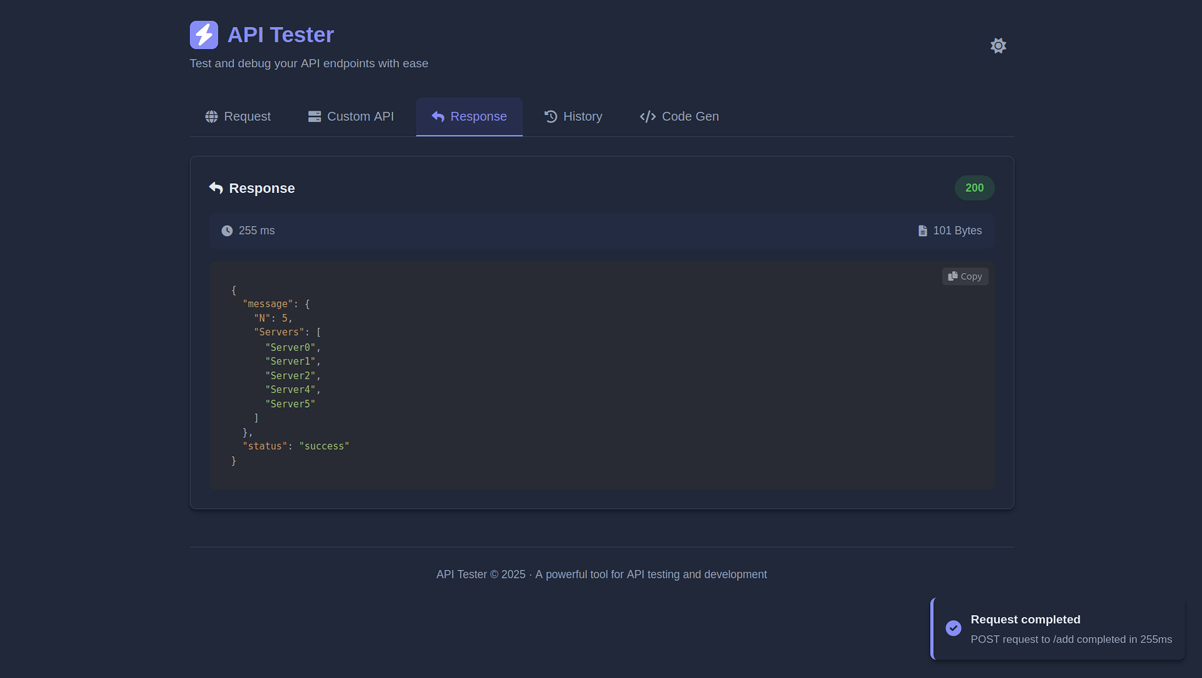 API Tester
Test and debug your API endpoints with ease
Request
Custom API
Response
History
Code Gen
Response
200
255 ms
101 Bytes
Copy
{
  "message": {
    "N": 5,
    "Servers": [
      "Server0",
      "Server1",
      "Server2",
      "Server4",
      "Server5"
    ]
  },
  "status": "success"
}
API Tester © 2025 · A powerful tool for API testing and development
Request completed
POST request to /add completed in 255ms